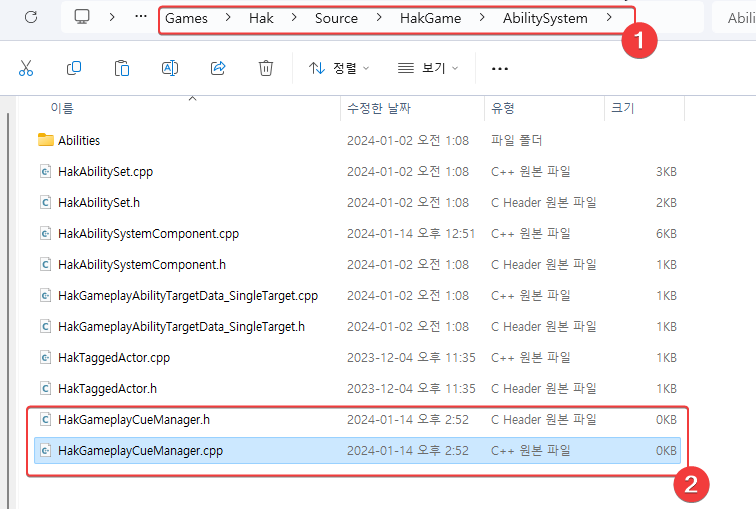 ··· Games > Hak > Source > HakGame > AbilitySystem > Abili
1
정렬 보기 ···
이름 수정한 날짜 유형 크기
Abilities 2024-01-02 오전 1:08 파일 폴더
HakAbilitySet.cpp 2024-01-02 오전 1:08 C++ 원본 파일 3KB
HakAbilitySet.h 2024-01-02 오전 1:08 C Header 원본 파일 2KB
HakAbilitySystemComponent.cpp 2024-01-14 오후 12:51 C++ 원본 파일 6KB
HakAbilitySystemComponent.h 2024-01-02 오전 1:08 C Header 원본 파일 1KB
HakGameplayAbilityTargetData_SingleTarget.cpp 2024-01-02 오전 1:08 C++ 원본 파일 1KB
HakGameplayAbilityTargetData_SingleTarget.h 2024-01-02 오전 1:08 C Header 원본 파일 1KB
HakTaggedActor.cpp 2023-12-04 오후 11:35 C++ 원본 파일 1KB
HakTaggedActor.h 2023-12-04 오후 11:35 C Header 원본 파일 1KB
HakGameplayCueManager.h 2024-01-14 오후 2:52 C Header 원본 파일 0KB
HakGameplayCueManager.cpp 2024-01-14 오후 2:52 C++ 원본 파일 0KB
2